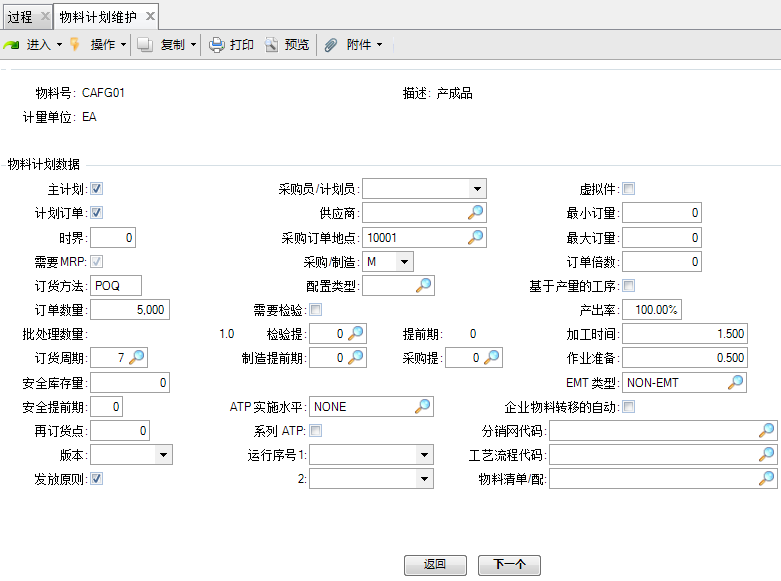 过程 物料计划维护
进入 操作 复制 打印 预览 附件
物料号: CAFG01 描述: 产成品
计量单位: EA
物料计划数据
主计划: 采购员/计划员: 虚拟件:
计划订单: 供应商: 最小订量: 0
时界: 0 采购订单地点: 10001 最大订量: 0
需要 MRP: 采购/制造: M 订单倍数: 0
订货方法: POQ 配置类型: 基于产量的工序:
订单数量: 5,000 需要检验: 产出率: 100.00%
批处理数量: 1.0 检验提: 0 提前期: 0 加工时间: 1.500
订货周期: 7 制造提前期: 0 采购提: 0 作业准备: 0.500
安全库存量: 0 EMT 类型: NON-EMT
安全提前期: 0 ATP 实施水平: NONE 企业物料转移的自动:
再订货点: 0 系列 ATP: 分销网代码:
版本: 运行序号1: 工艺流程代码:
发放原则: 2: 物料清单/配:
返回 下一个